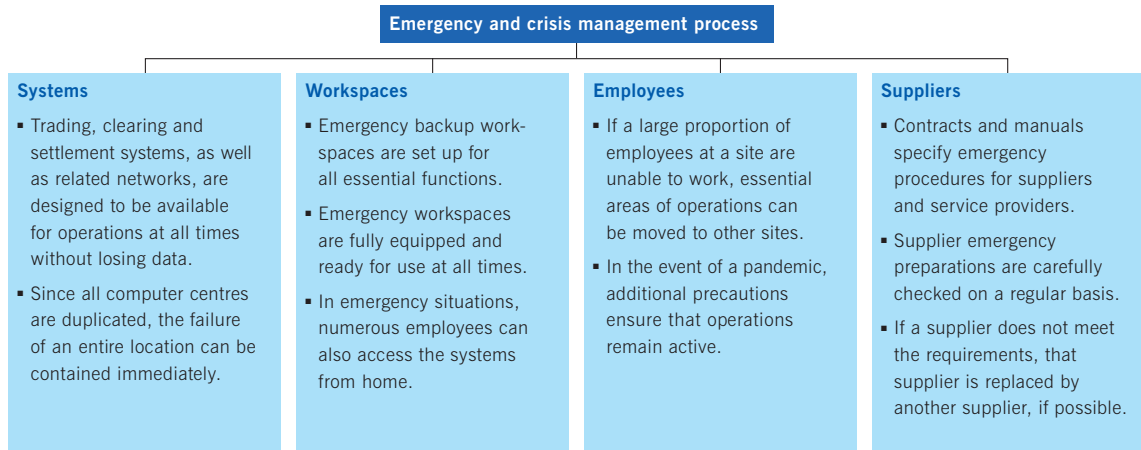 Emergency and crisis management process
Systems
▪ Trading, clearing and
settlement systems, as well
as related networks, are
designed to be available
for operations at all times
without losing data.
▪ Since all computer centres
are duplicated, the failure
of an entire location can be
contained immediately.
Workspaces
▪ Emergency backup work-
spaces are set up for
all essential functions.
▪ Emergency workspaces
are fully equipped and
ready for use at all times.
▪ In emergency situations,
numerous employees can
also access the systems
from home.
Employees
▪ If a large proportion of
employees at a site are
unable to work, essential
areas of operations can
be moved to other sites.
▪ In the event of a pandemic,
additional precautions
ensure that operations
remain active.
Suppliers
▪ Contracts and manuals
specify emergency
procedures for suppliers
and service providers.
▪ Supplier emergency
preparations are carefully
checked on a regular basis.
▪ If a supplier does not meet
the requirements, that
supplier is replaced by
another supplier, if possible.